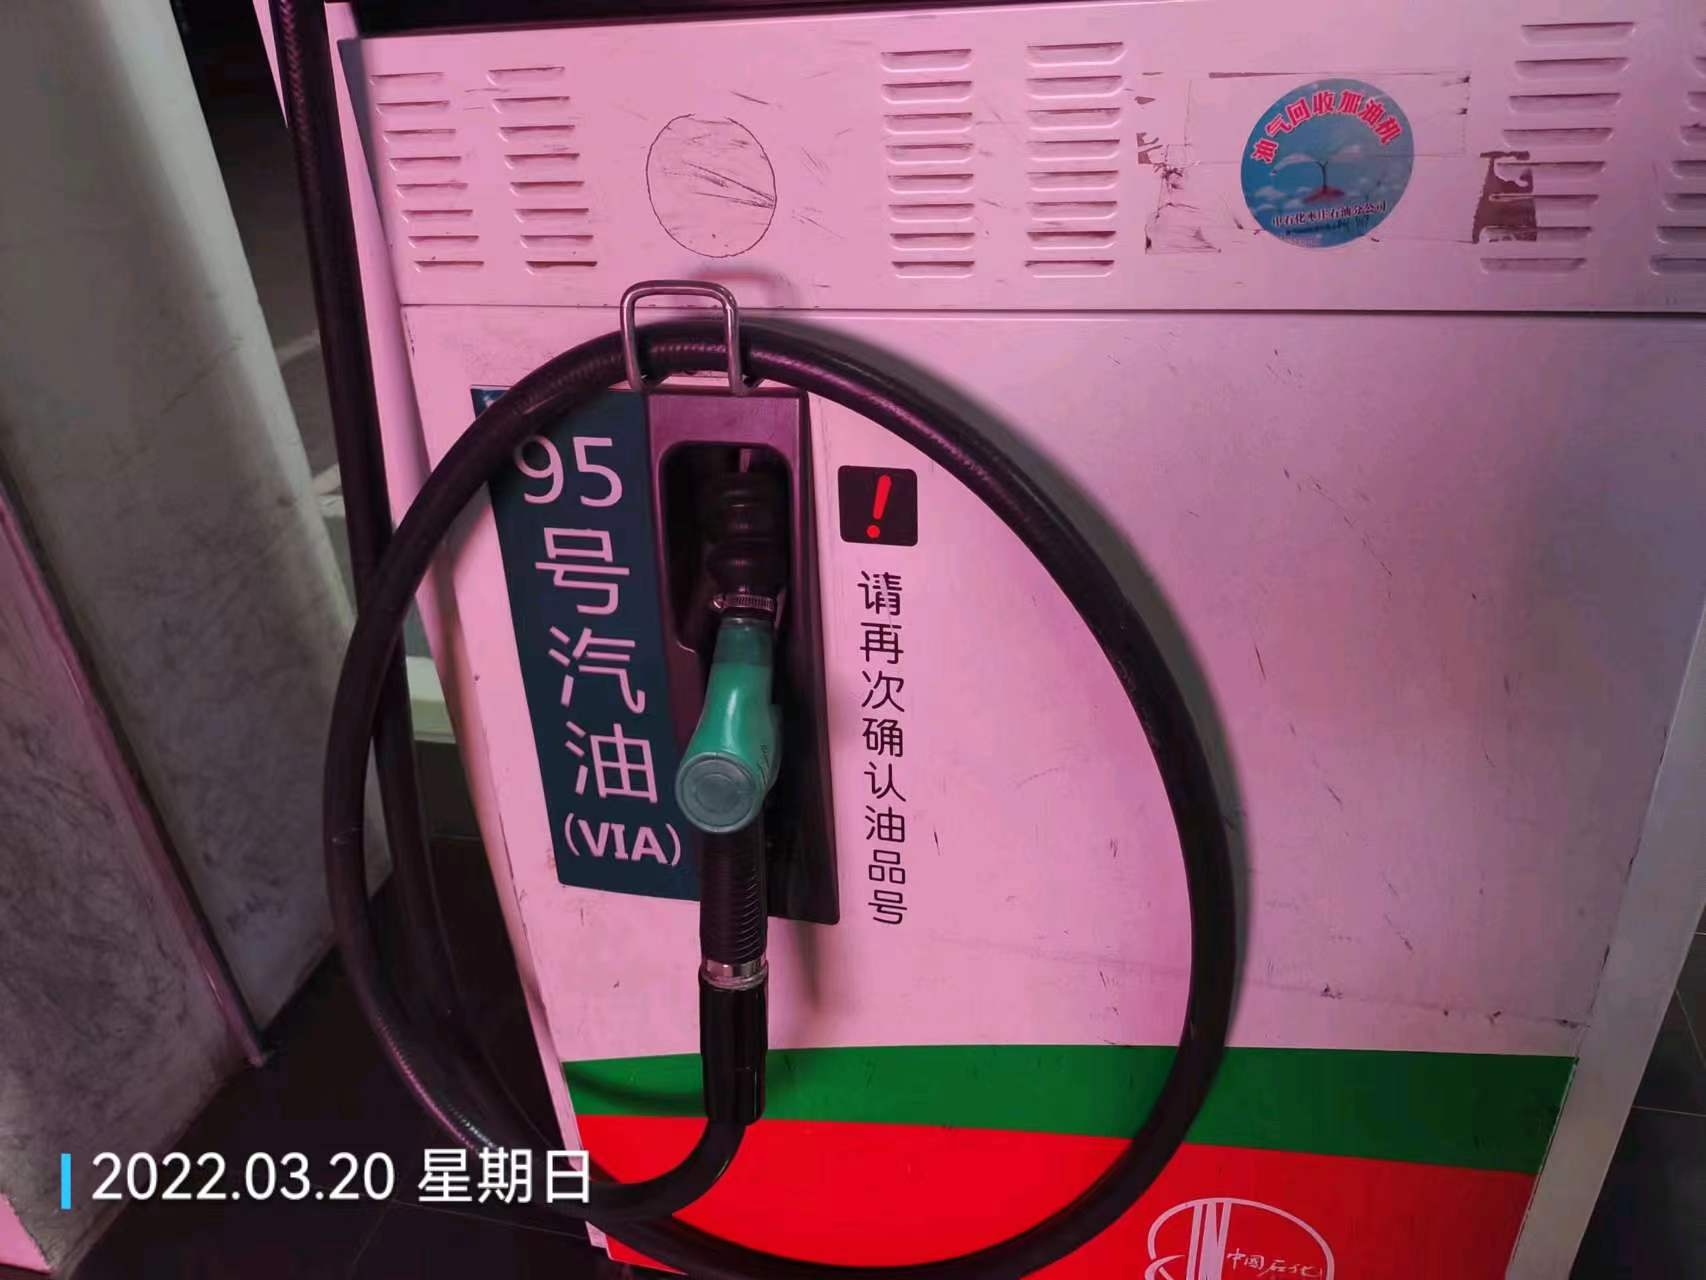 油气回收加油机
95
号
汽
油
(VIA)
!
请再次确认油品号
中国石化
2022.03.20 星期日